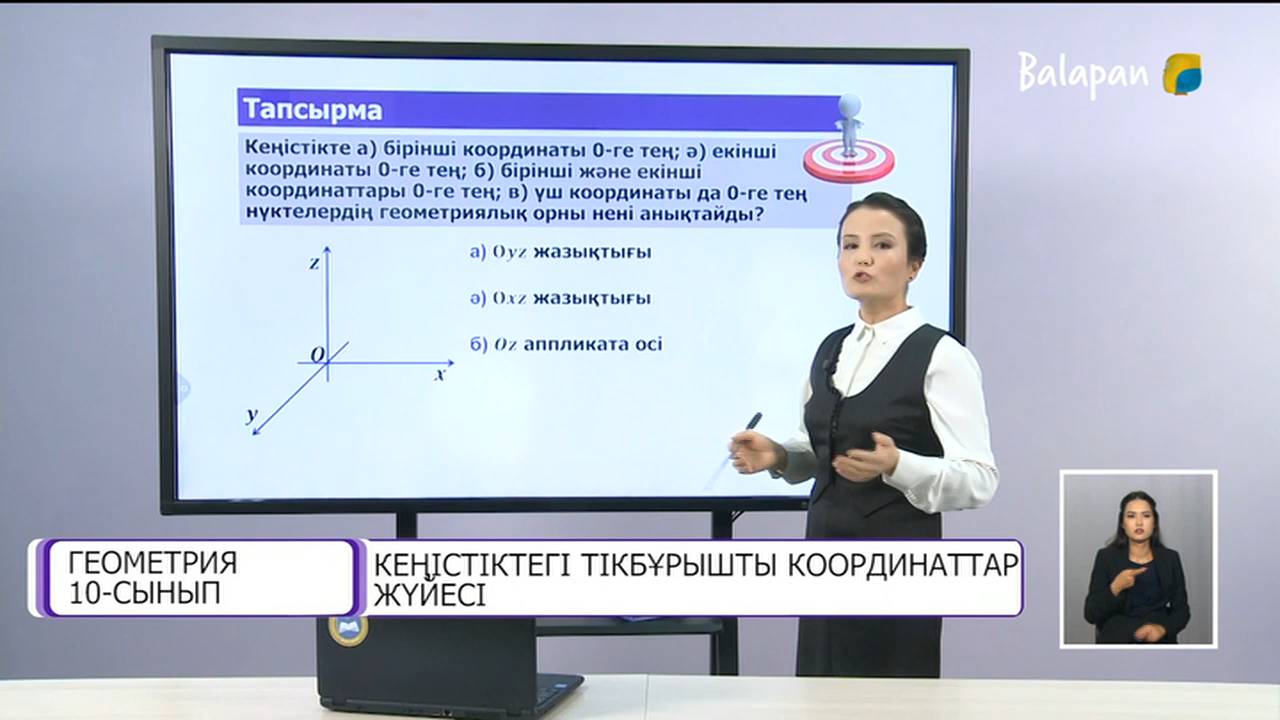 Balapan
Тапсырма
Кеңістікте а) бірінші координаты 0-ге тең; ә) екінші
координаты 0-ге тең; б) бірінші және екінші
координаттары 0-ге тең; в) үш координаты да 0-ге тең
нүктелердің геометриялық орны нені анықтайды?
z
O
x
y
а) Oyz жазықтығы
ә) Oxz жазықтығы
б) Oz аппликата осі
ГЕОМЕТРИЯ
10-СЫНЫП
КЕҢІСТІКТЕГІ ТІКБҰРЫШТЫ КООРДИНАТТАР
ЖҮЙЕСІ